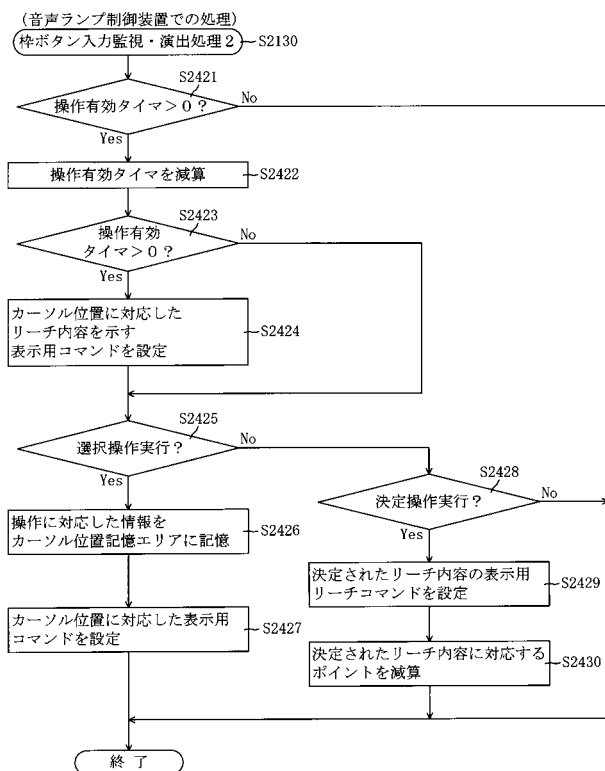 (音声ランプ制御装置での処理)
枠ボタン入力監視・演出処理2
S2130
S2421
操作有効タイマ>0?
No
Yes
操作有効タイマを減算
S2422
S2423
操作有効
タイマ>0?
No
Yes
カーソル位置に対応した
リーチ内容を示す
表示用コマンドを設定
S2424
S2425
選択操作実行?
No
Yes
S2428
決定操作実行?
No
Yes
操作に対応した情報を
カーソル位置記憶エリアに記憶
S2426
決定されたリーチ内容の表示用
リーチコマンドを設定
S2429
カーソル位置に対応した表示用
コマンドを設定
S2427
決定されたリーチ内容に対応する
ポイントを減算
S2430
終了